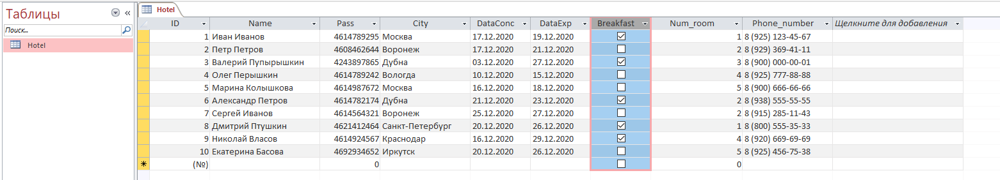 Таблицы
Поиск...
Hotel
Hotel
ID Name Pass City DataConc DataExp Breakfast Num_room Phone_number Щелкните для добавления
1 Иван Иванов 4614789295 Москва 17.12.2020 19.12.2020 1 8 (925) 123-45-67
2 Петр Петров 4608462644 Воронеж 17.12.2020 21.12.2020 2 8 (929) 369-41-11
3 Валерий Пупырышкин 4243897865 Дубна 03.12.2020 27.12.2020 3 8 (900) 000-00-01
4 Олег Перышкин 4614789242 Вологда 10.12.2020 15.12.2020 4 8 (925) 777-88-88
5 Марина Колышкова 4614987672 Москва 16.12.2020 18.12.2020 5 8 (900) 666-66-66
6 Александр Петров 4614782174 Дубна 21.12.2020 23.12.2020 2 8 (938) 555-55-55
7 Сергей Иванов 4614564321 Воронеж 25.12.2020 27.12.2020 2 8 (915) 285-11-43
8 Дмитрий Птушкин 4621412464 Санкт-Петербург 20.12.2020 26.12.2020 1 8 (800) 555-35-33
9 Николай Власов 4614924567 Краснодар 16.12.2020 29.12.2020 4 8 (920) 669-69-69
10 Екатерина Басова 4692934652 Иркутск 20.12.2020 26.12.2020 5 8 (925) 456-75-38
(№) 0 0